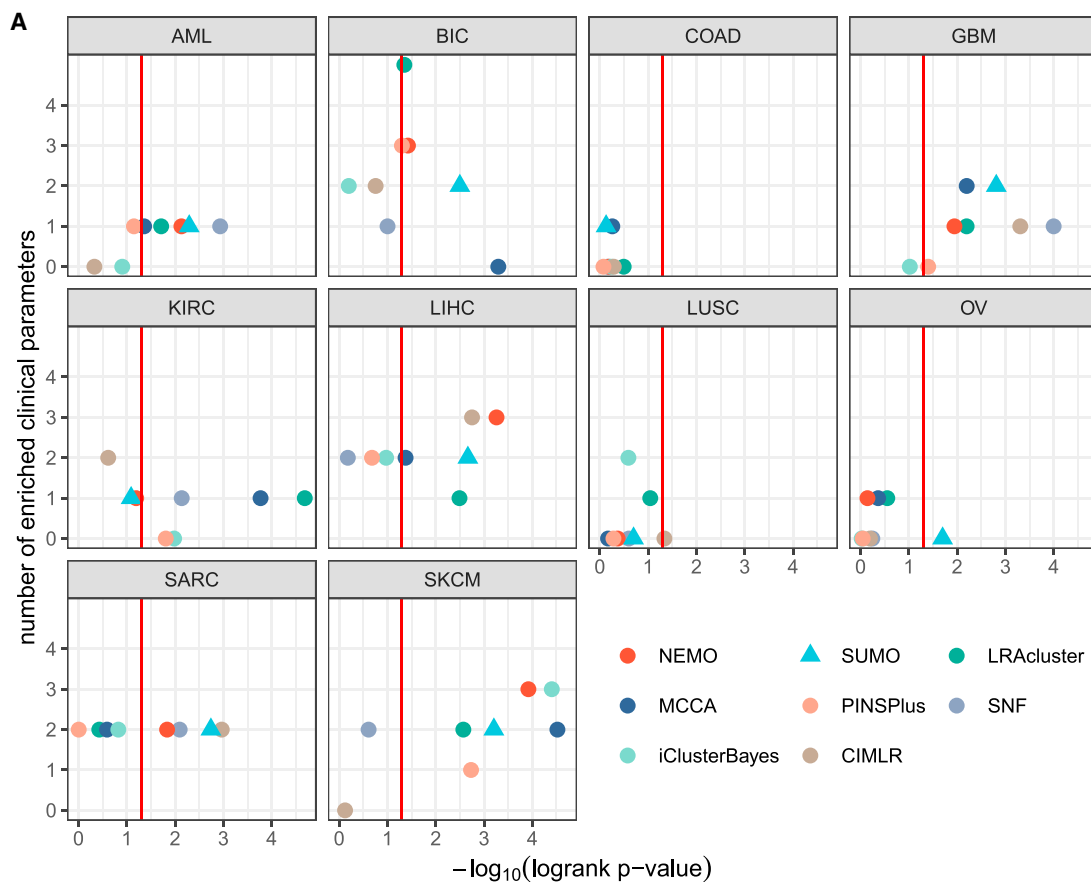 A
AML BIC COAD GBM
4
3
2
1
0
KIRC LIHC LUSC OV
4
3
2
1
0
0 1 2 3 4 0 1 2 3 4
SARC SKCM
4
3
2
1
0
0 1 2 3 4 0 1 2 3 4
number of enriched clinical parameters
−log10(logrank p-value)
NEMO SUMO LRAcluster
MCCA PINSPlus SNF
iClusterBayes CIMLR